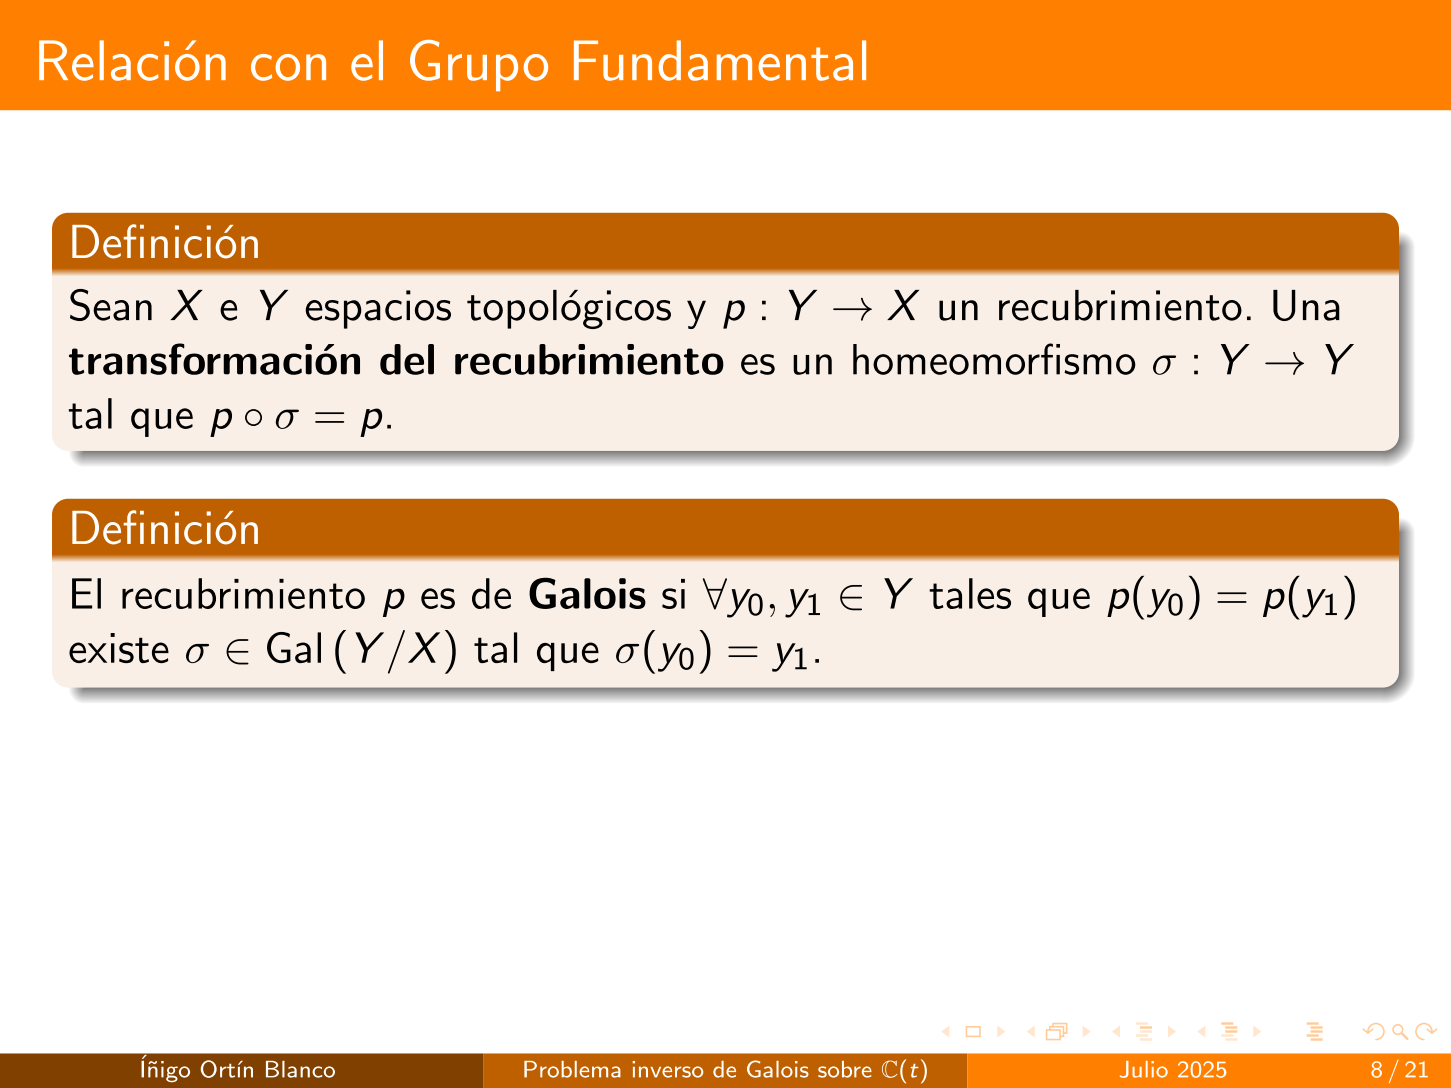 Relación con el Grupo Fundamental
Definición
Sean X e Y espacios topológicos y p : Y → X un recubrimiento. Una
transformación del recubrimiento es un homeomorfismo σ : Y → Y
tal que p ∘ σ = p.
Definición
El recubrimiento p es de Galois si ∀y₀, y₁ ∈ Y tales que p(y₀) = p(y₁)
existe σ ∈ Gal (Y/X) tal que σ(y₀) = y₁.
Íñigo Ortín Blanco
Problema inverso de Galois sobre ℂ(t)
Julio 2025
8 / 21